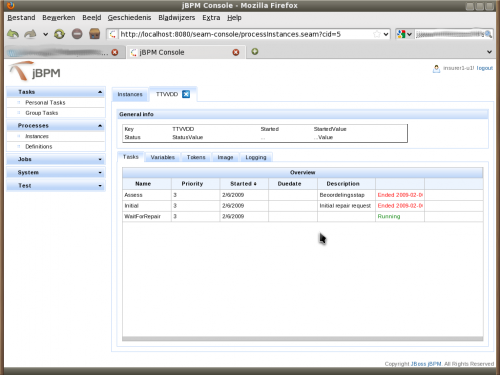 jBPM Console - Mozilla Firefox
Bestand Bewerken Beeld Geschiedenis Bladwijzers Extra Help
http://localhost:8080/seam-console/processInstances.seam?cid=5
jBPM Console
jBPM
insurer1-u1| logout
Tasks
Personal Tasks
Group Tasks
Processes
Instances
Definitions
Jobs
System
Test
Instances TTVVDD
General info
Key TTVVDD Started StartedValue
Status StatusValue ... ...Value
Tasks Variables Tokens Image Logging
Overview
Name Priority Started Duedate Description
Assess 3 2/6/2009 Beoordelingsstap Ended 2009-02-0
Initial 3 2/6/2009 Initial repair request Ended 2009-02-0
WaitForRepair 3 2/6/2009 Running
Copyright JBoss jBPM. All Rights Reserved